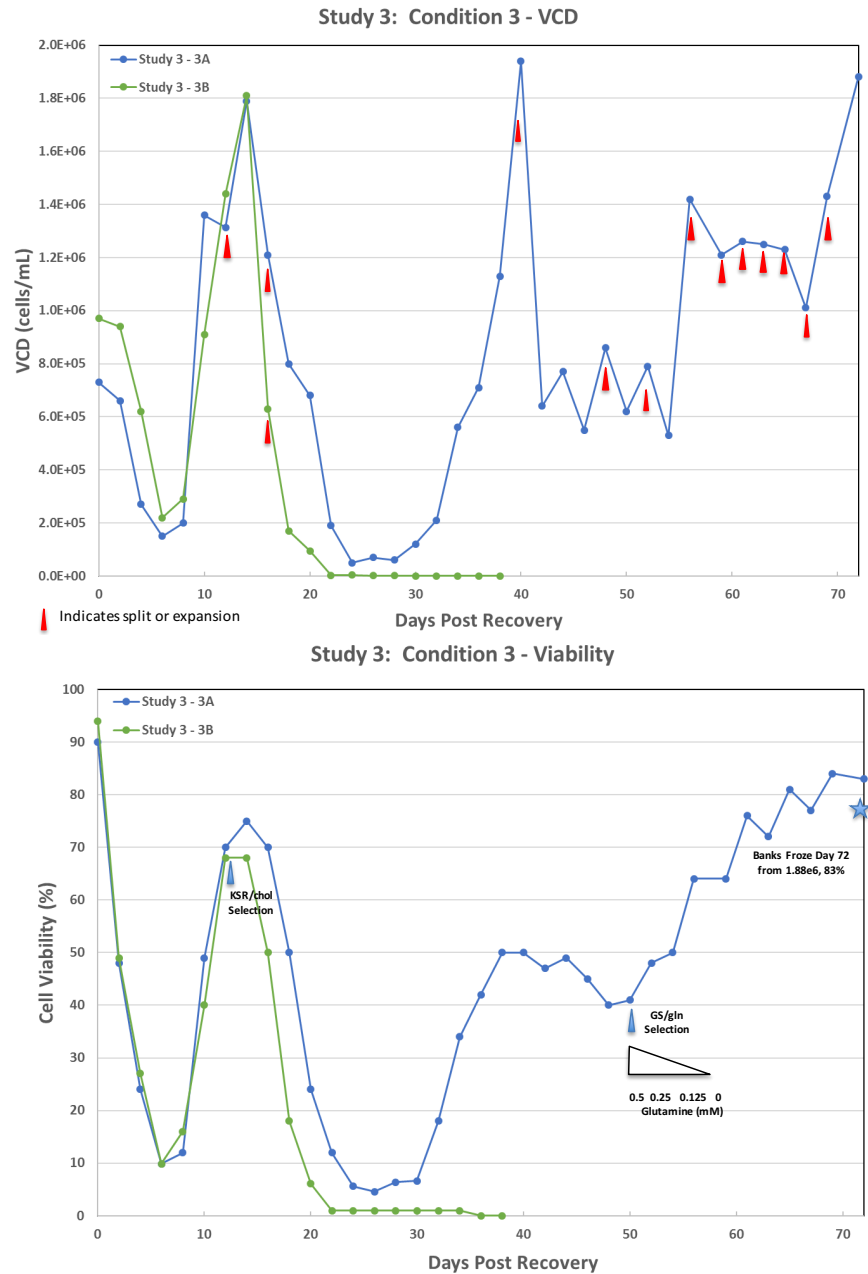 Study 3: Condition 3 - VCD
Study 3 - 3A
Study 3 - 3B
VCD (cells/mL)
2.0E+06
1.8E+06
1.6E+06
1.4E+06
1.2E+06
1.0E+06
8.0E+05
6.0E+05
4.0E+05
2.0E+05
0.0E+00
0 10 20 30 40 50 60 70
Days Post Recovery
Indicates split or expansion
Study 3: Condition 3 - Viability
Study 3 - 3A
Study 3 - 3B
Cell Viability (%)
100
90
80
70
60
50
40
30
20
10
0
KSR/chol
Selection
Banks Froze Day 72
from 1.88e6, 83%
GS/gln
Selection
0.5 0.25 0.125 0
Glutamine (mM)
0 10 20 30 40 50 60 70
Days Post Recovery